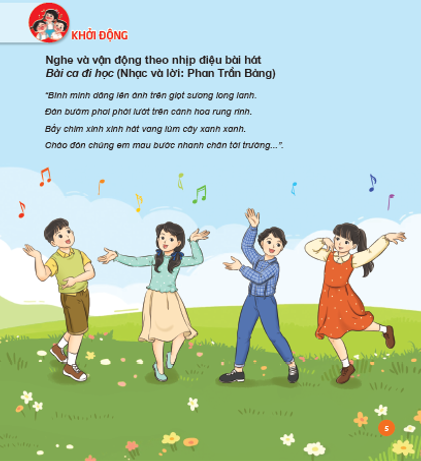 KHỞI ĐỘNG
Nghe và vận động theo nhịp điệu bài hát
Bài ca đi học (Nhạc và lời: Phan Trần Bảng)
"Bình minh dâng lên ánh trên giọt sương long lanh.
Đàn bướm phơi phới lướt trên cành hoa rung rinh.
Bầy chim xinh xinh hát vang lùm cây xanh xanh.
Chào đón chúng em mau bước nhanh chân tới trường...".
5